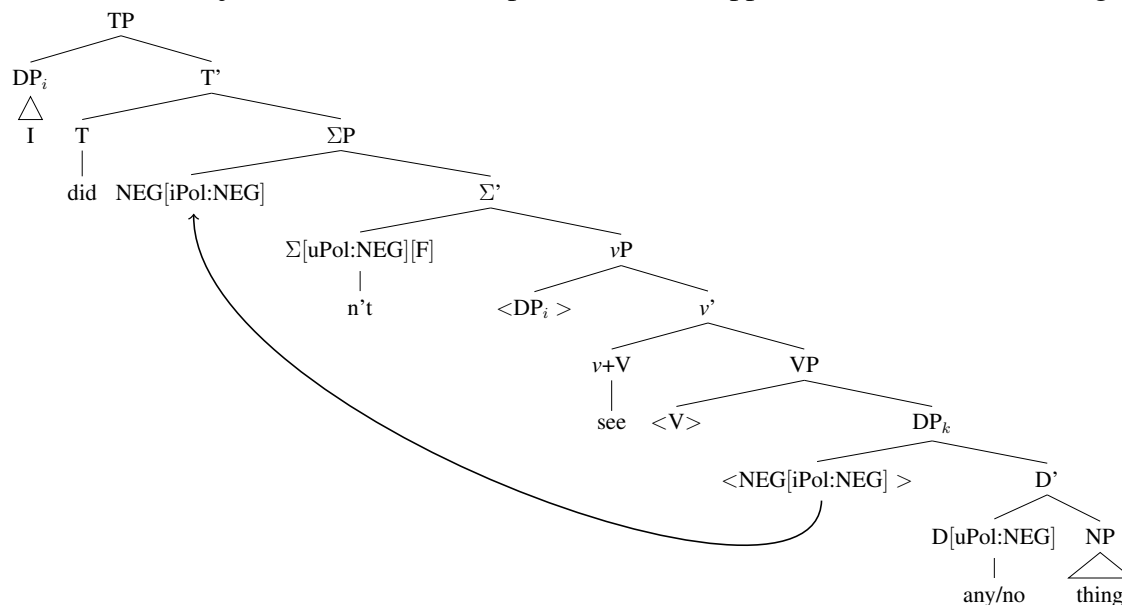 TP
DPi T’
I T ΣP
did NEG[iPol:NEG] Σ’
Σ[uPol:NEG][F] vP
n’t <DPi > v’
v+V VP
see <V> DPk
<NEG[iPol:NEG] > D’
D[uPol:NEG] NP
any/no thing